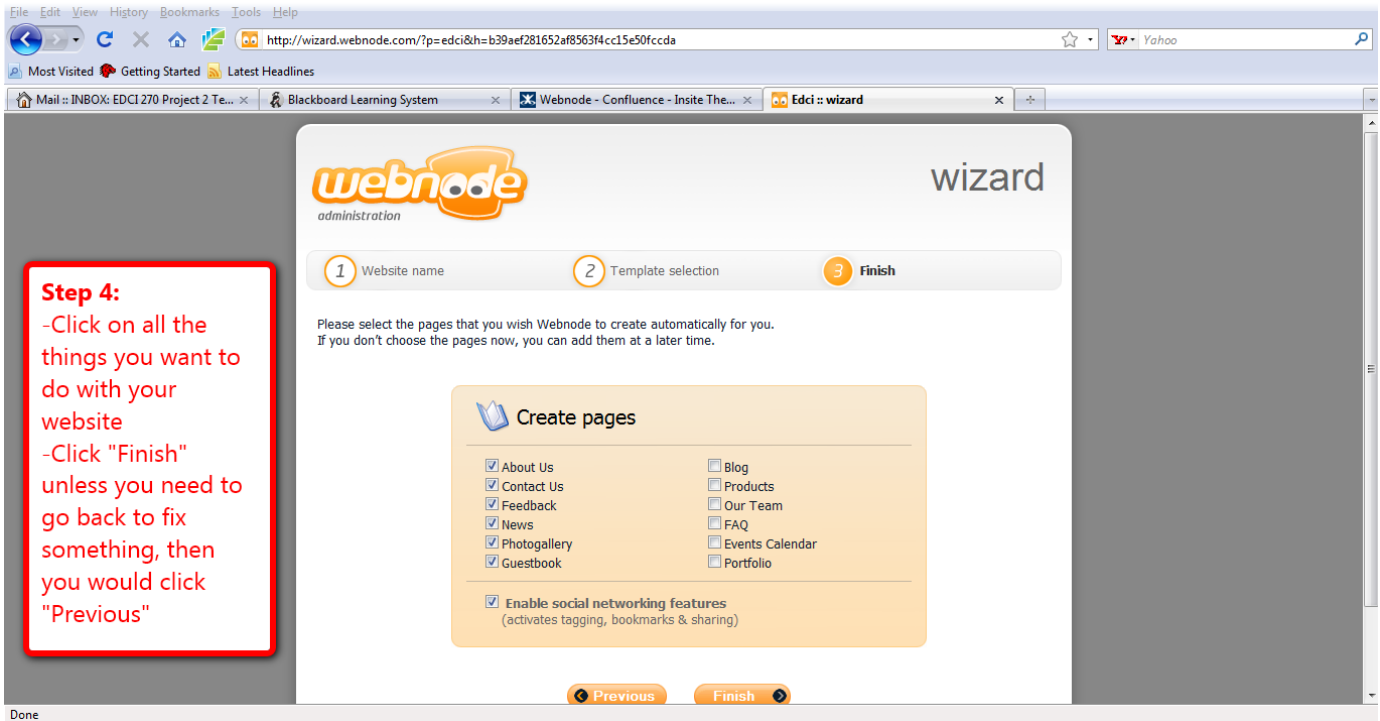 File Edit View History Bookmarks Tools Help
http://wizard.webnode.com/?p=edci&h=b39aef281652af8563f4cc15e50fccda
Yahoo
Most Visited Getting Started Latest Headlines
Mail :: INBOX: EDCI 270 Project 2 Te... Blackboard Learning System Webnode - Confluence - Insite The... Edci :: wizard
webnode
administration
wizard
1 Website name 2 Template selection 3 Finish
Step 4:
-Click on all the
things you want to
do with your
website
-Click "Finish"
unless you need to
go back to fix
something, then
you would click
"Previous"
Please select the pages that you wish Webnode to create automatically for you.
If you don't choose the pages now, you can add them at a later time.
Create pages
About Us
Contact Us
Feedback
News
Photogallery
Guestbook
Blog
Products
Our Team
FAQ
Events Calendar
Portfolio
Enable social networking features
(activates tagging, bookmarks & sharing)
Previous Finish
Done